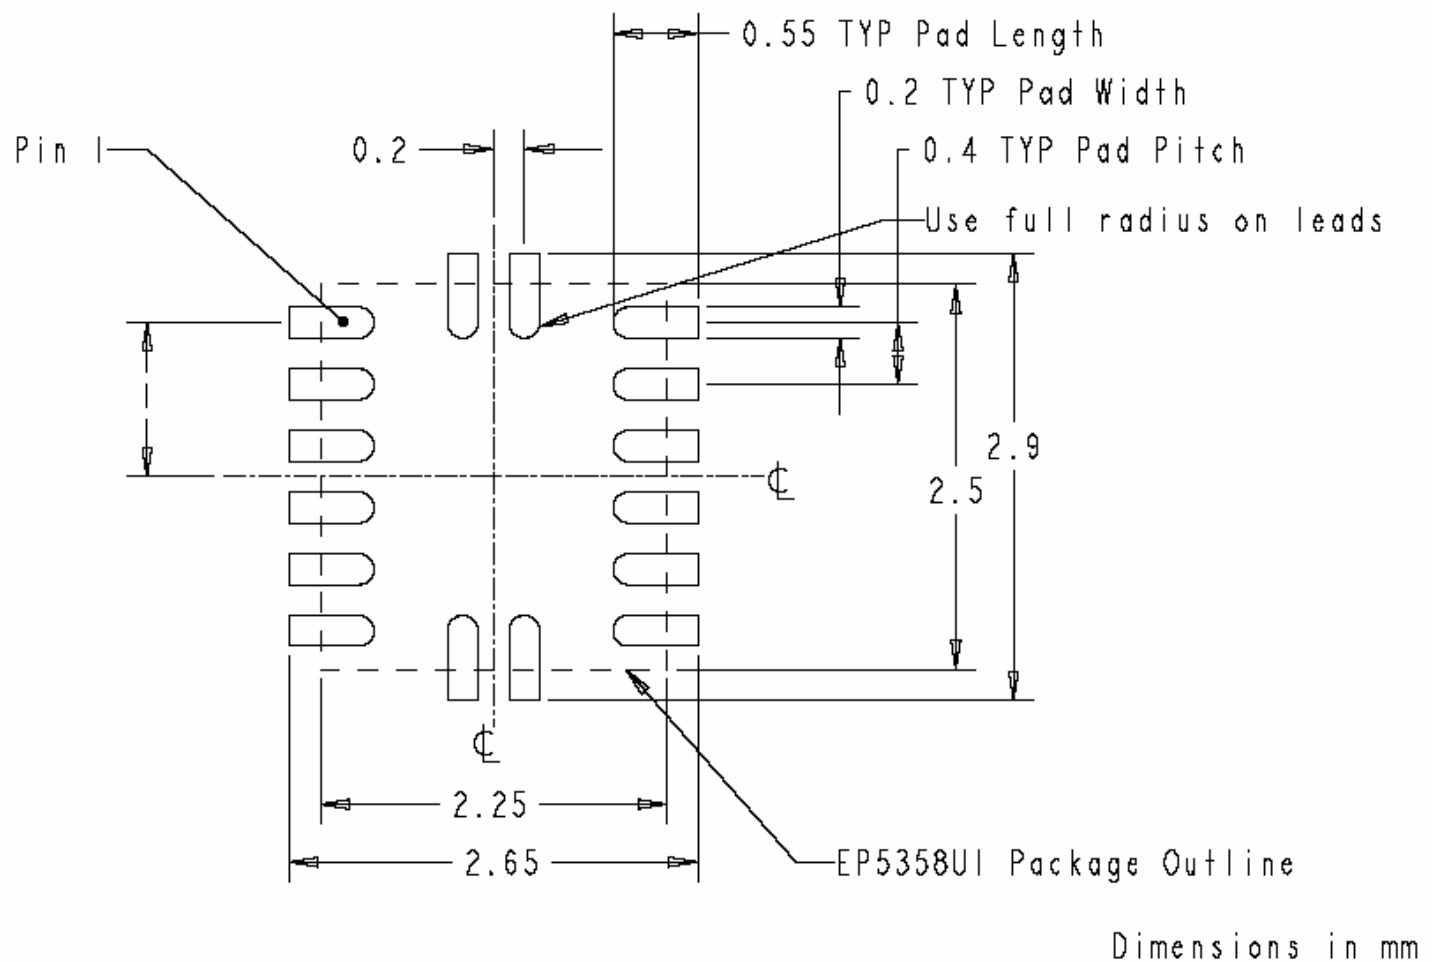 0.55 TYP Pad Length
0.2 TYP Pad Width
Pin 1
0.2
0.4 TYP Pad Pitch
Use full radius on leads
2.9
2.5
℄
℄
2.25
2.65
EP5358UI Package Outline
Dimensions in mm